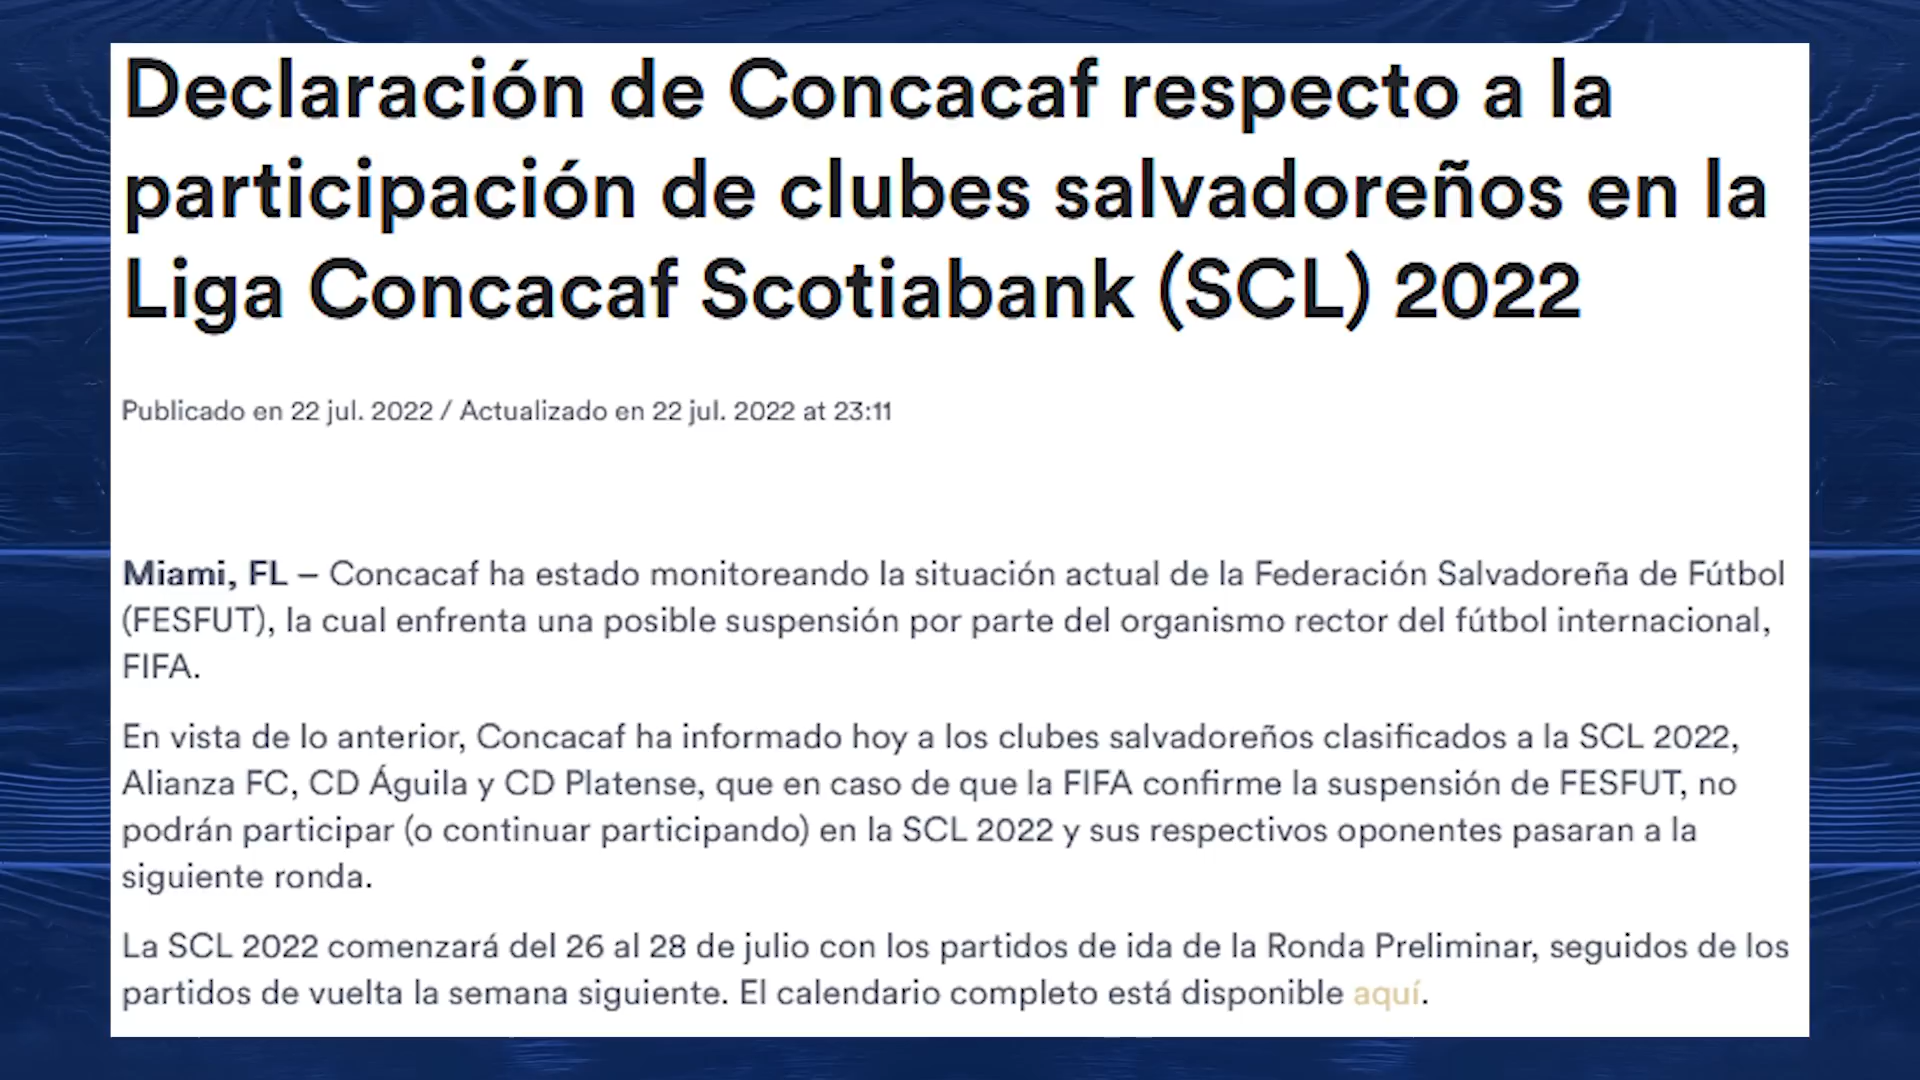 Declaración de Concacaf respecto a la
participación de clubes salvadoreños en la
Liga Concacaf Scotiabank (SCL) 2022
Publicado en 22 jul. 2022 / Actualizado en 22 jul. 2022 at 23:11
Miami, FL – Concacaf ha estado monitoreando la situación actual de la Federación Salvadoreña de Fútbol
(FESFUT), la cual enfrenta una posible suspensión por parte del organismo rector del fútbol internacional,
FIFA.
En vista de lo anterior, Concacaf ha informado hoy a los clubes salvadoreños clasificados a la SCL 2022,
Alianza FC, CD Águila y CD Platense, que en caso de que la FIFA confirme la suspensión de FESFUT, no
podrán participar (o continuar participando) en la SCL 2022 y sus respectivos oponentes pasaran a la
siguiente ronda.
La SCL 2022 comenzará del 26 al 28 de julio con los partidos de ida de la Ronda Preliminar, seguidos de los
partidos de vuelta la semana siguiente. El calendario completo está disponible aquí.